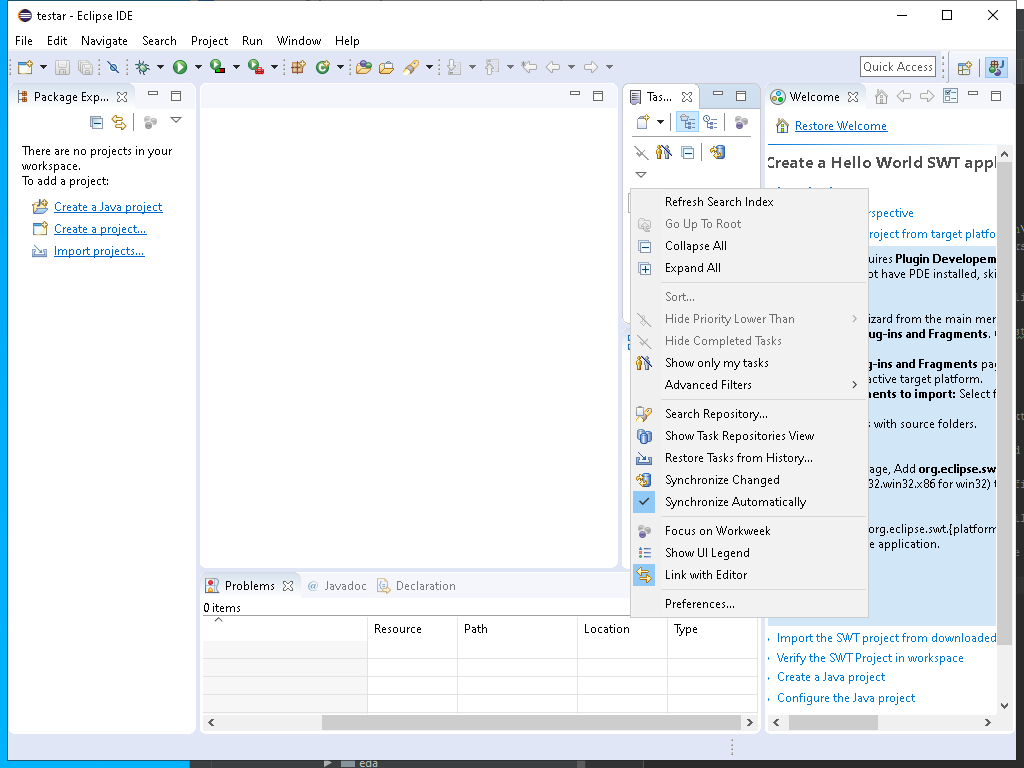 testar - Eclipse IDE
File Edit Navigate Search Project Run Window Help
Quick Access
Package Exp...
There are no projects in your
workspace.
To add a project:
Create a Java project
Create a project...
Import projects...
Tas...
Refresh Search Index
Go Up To Root
Collapse All
Expand All
Sort...
Hide Priority Lower Than
Hide Completed Tasks
Show only my tasks
Advanced Filters
Search Repository...
Show Task Repositories View
Restore Tasks from History...
Synchronize Changed
Synchronize Automatically
Focus on Workweek
Show UI Legend
Link with Editor
Preferences...
Welcome
Restore Welcome
Create a Hello World SWT appl
rspective
roject from target platfo
uires Plugin Developem
ot have PDE installed, ski
izard from the main mer
ug-ins and Fragments.
g-ins and Fragments pag
active target platform.
ments to import: Select f
s with source folders.
age, Add org.eclipse.sw
32.win32.x86 for win32) t
org.eclipse.swt.{platform
e application.
Import the SWT project from downloaded
Verify the SWT Project in workspace
Create a Java project
Configure the Java project
Problems @ Javadoc Declaration
0 items
Resource Path Location Type
eda